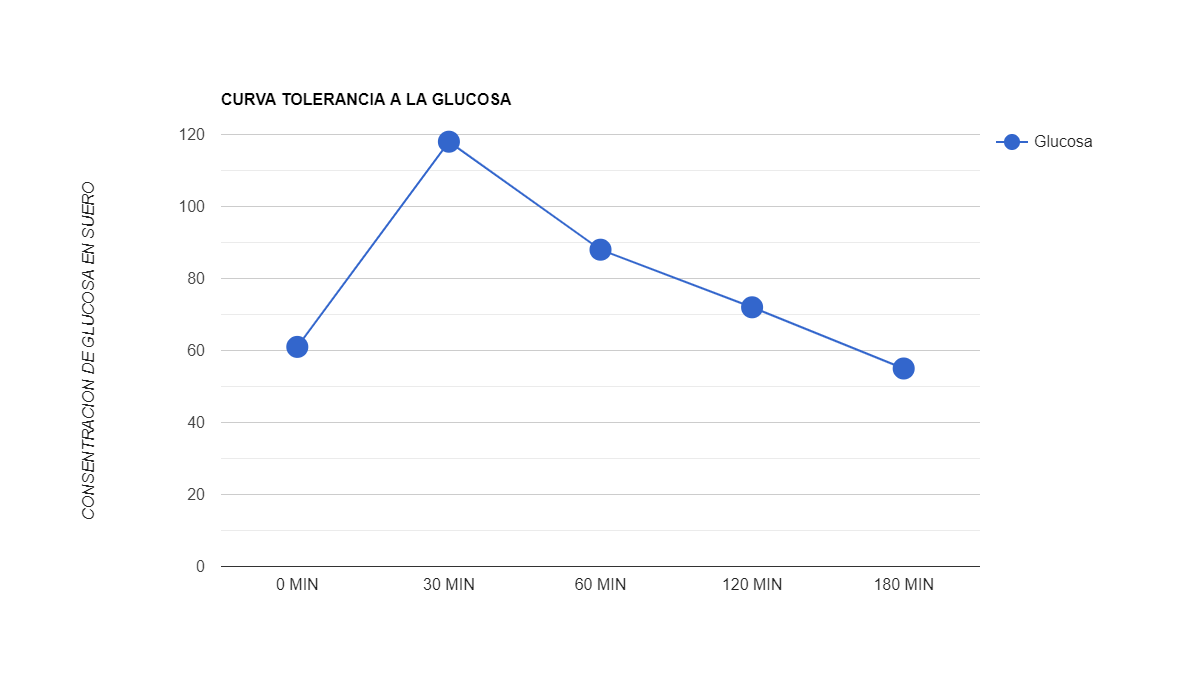 CURVA TOLERANCIA A LA GLUCOSA
CONSENTRACION DE GLUCOSA EN SUERO
120
100
80
60
40
20
0
0 MIN
30 MIN
60 MIN
120 MIN
180 MIN
Glucosa